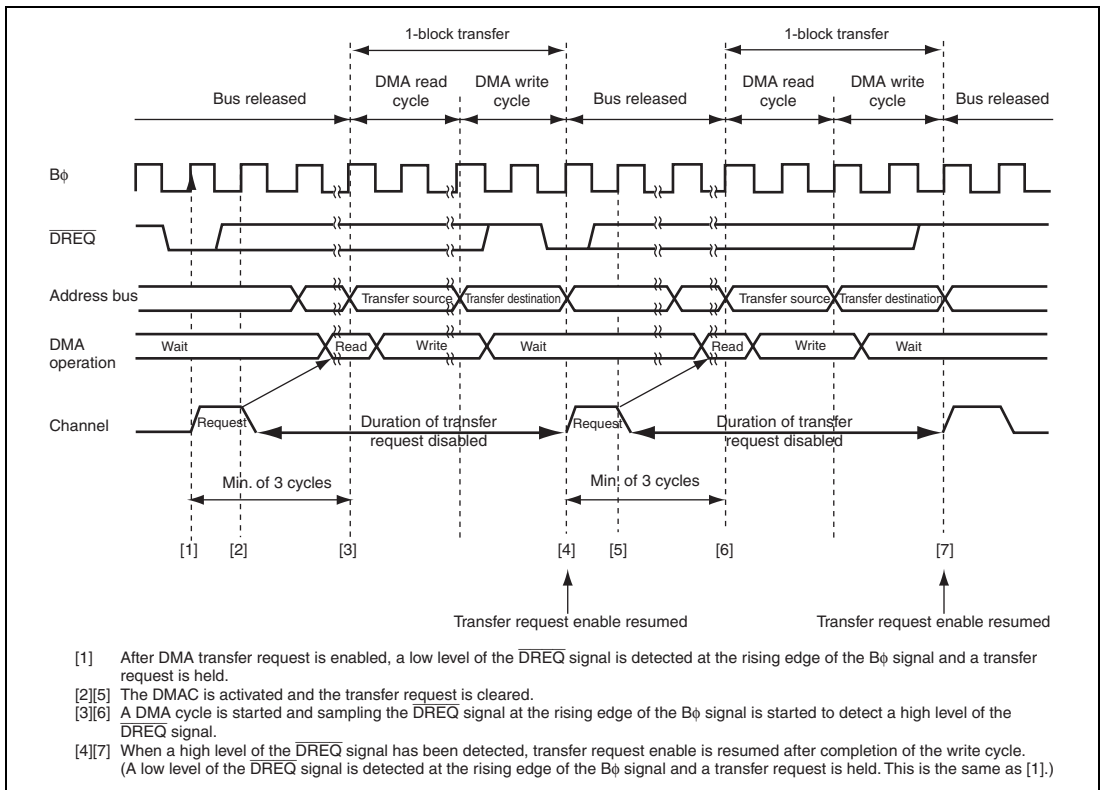 1-block transfer 1-block transfer
DMA read cycle DMA write cycle DMA read cycle DMA write cycle
Bus released Bus released Bus released
Bφ
DREQ
Address bus Transfer source Transfer destination Transfer source Transfer destination
DMA operation Wait Read Write Wait Read Write Wait
Channel Request Duration of transfer request disabled Request Duration of transfer request disabled
Min. of 3 cycles Min. of 3 cycles
[1] [2] [3] [4] [5] [6] [7]
Transfer request enable resumed Transfer request enable resumed
[1] After DMA transfer request is enabled, a low level of the DREQ signal is detected at the rising edge of the Bφ signal and a transfer
request is held.
[2][5] The DMAC is activated and the transfer request is cleared.
[3][6] A DMA cycle is started and sampling the DREQ signal at the rising edge of the Bφ signal is started to detect a high level of the
DREQ signal.
[4][7] When a high level of the DREQ signal has been detected, transfer request enable is resumed after completion of the write cycle.
(A low level of the DREQ signal is detected at the rising edge of the Bφ signal and a transfer request is held. This is the same as [1].)